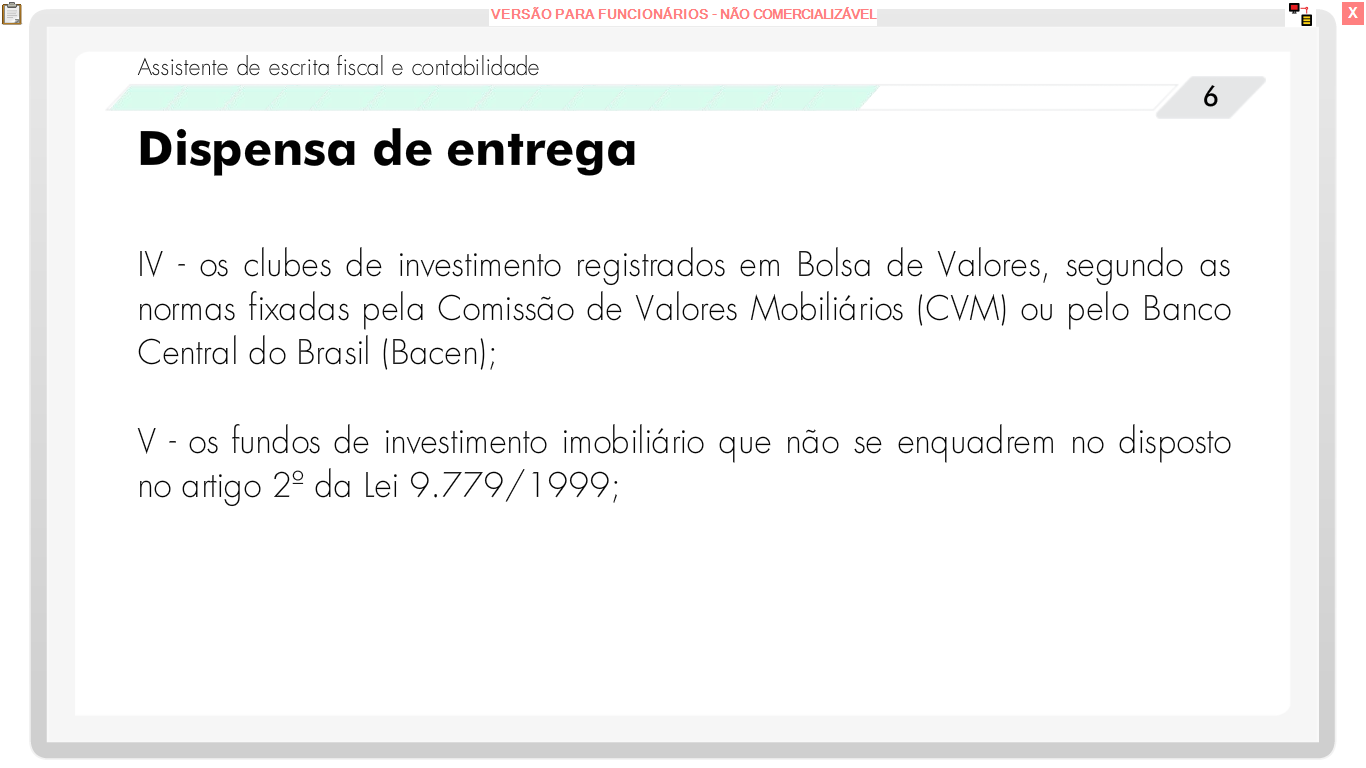 VERSÃO PARA FUNCIONÁRIOS - NÃO COMERCIALIZÁVEL
X
Assistente de escrita fiscal e contabilidade
6
Dispensa de entrega
IV - os clubes de investimento registrados em Bolsa de Valores, segundo as
normas fixadas pela Comissão de Valores Mobiliários (CVM) ou pelo Banco
Central do Brasil (Bacen);
V - os fundos de investimento imobiliário que não se enquadrem no disposto
no artigo 2º da Lei 9.779/1999;